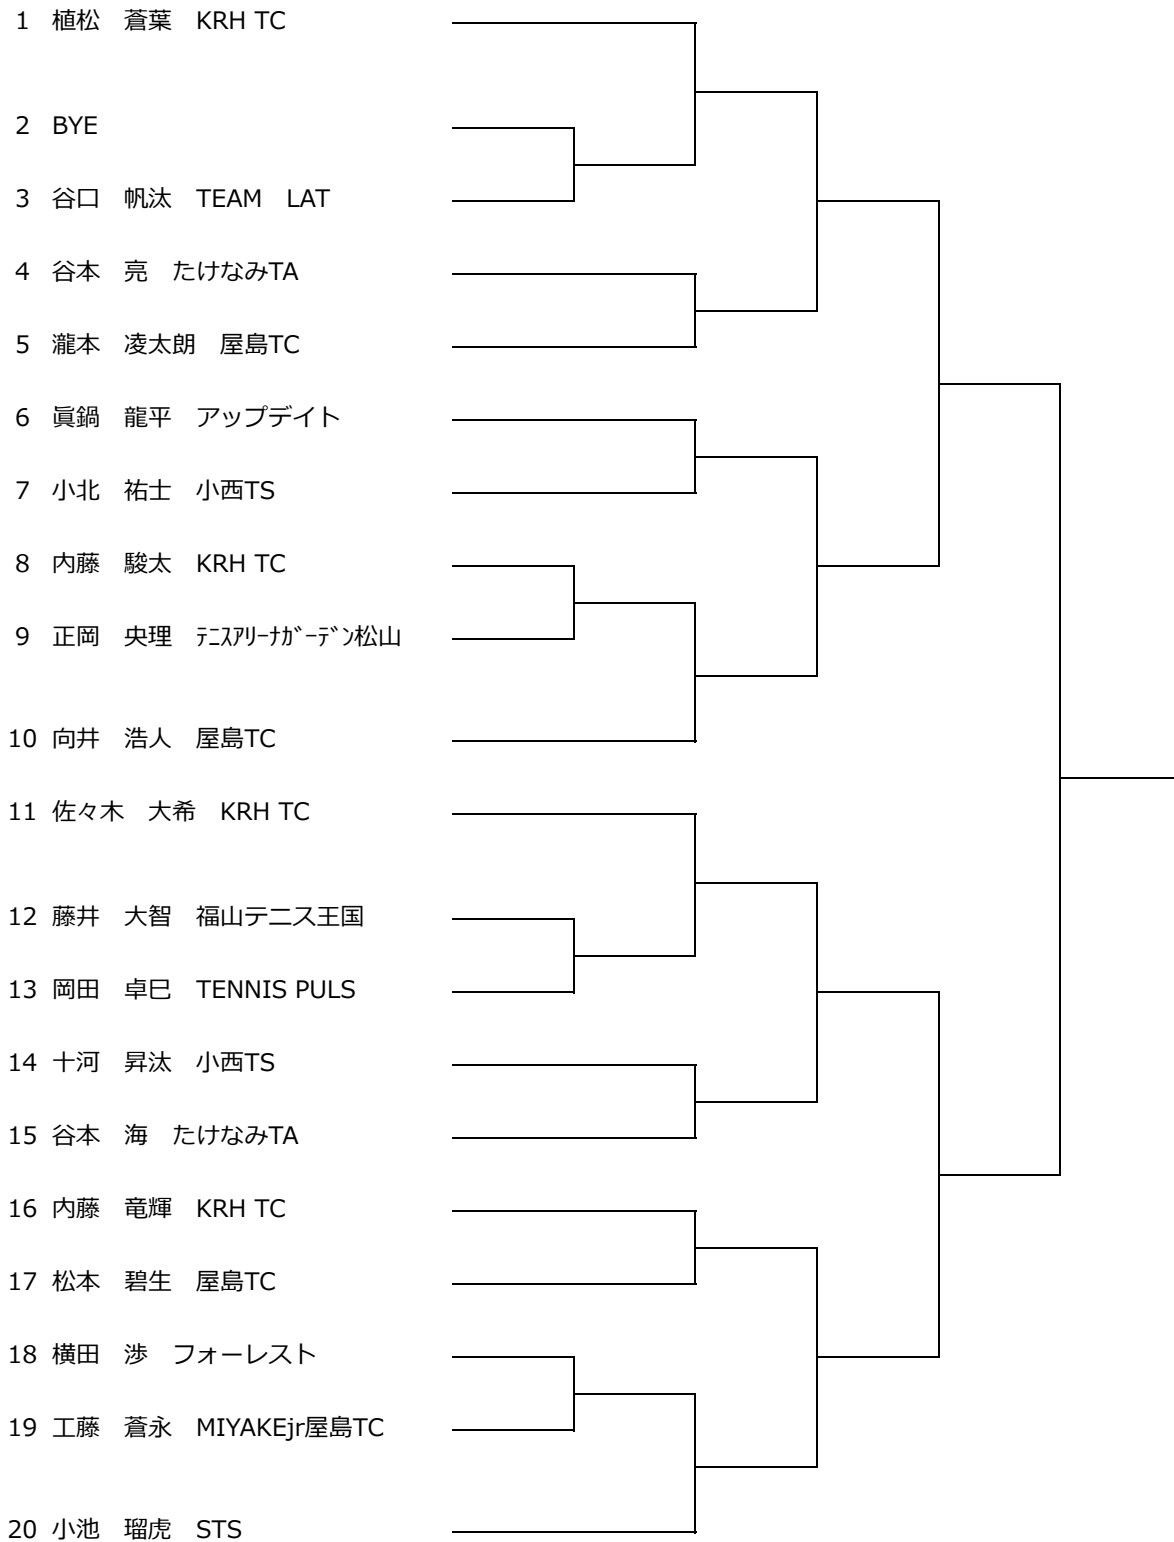 1 植松　蒼葉　KRH TC
2 BYE
3 谷口　帆汰　TEAM　LAT
4 谷本　亮　たけなみTA
5 瀧本　凌太朗　屋島TC
6 眞鍋　龍平　アップデイト
7 小北　祐士　小西TS
8 内藤　駿太　KRH TC
9 正岡　央理　ﾃﾆｽｱﾘｰﾅｶﾞｰﾃﾞﾝ松山
10 向井　浩人　屋島TC
11 佐々木　大希　KRH TC
12 藤井　大智　福山テニス王国
13 岡田　卓巳　TENNIS PULS
14 十河　昇汰　小西TS
15 谷本　海　たけなみTA
16 内藤　竜輝　KRH TC
17 松本　碧生　屋島TC
18 横田　渉　フォーレスト
19 工藤　蒼永　MIYAKEjr屋島TC
20 小池　瑠虎　STS